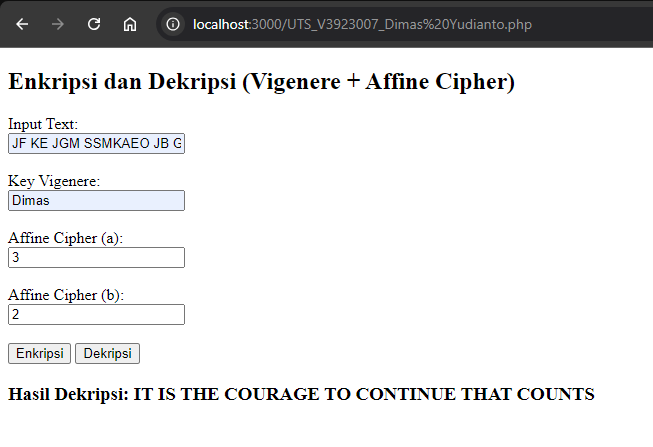 localhost:3000/UTS_V3923007_Dimas%20Yudianto.php
Enkripsi dan Dekripsi (Vigenere + Affine Cipher)
Input Text:
JF KE JGM SSMKAEO JB G
Key Vigenere:
Dimas
Affine Cipher (a):
3
Affine Cipher (b):
2
Enkripsi Dekripsi
Hasil Dekripsi: IT IS THE COURAGE TO CONTINUE THAT COUNTS